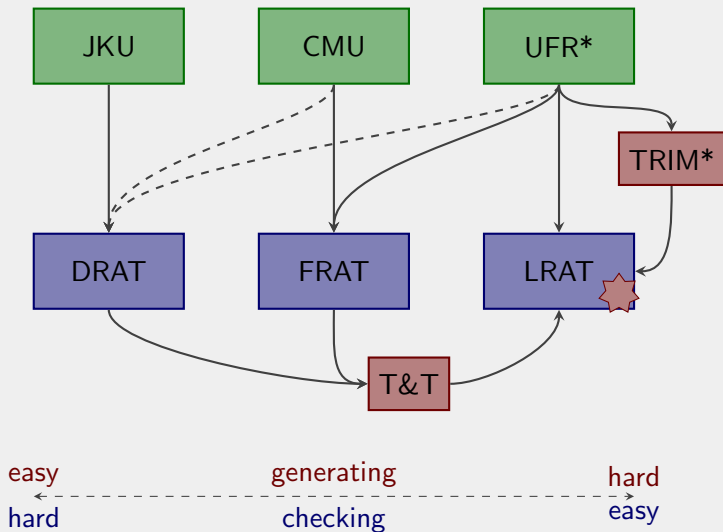 JKU
CMU
UFR*
TRIM*
DRAT
FRAT
LRAT
T&T
easy
generating
hard
hard
checking
easy